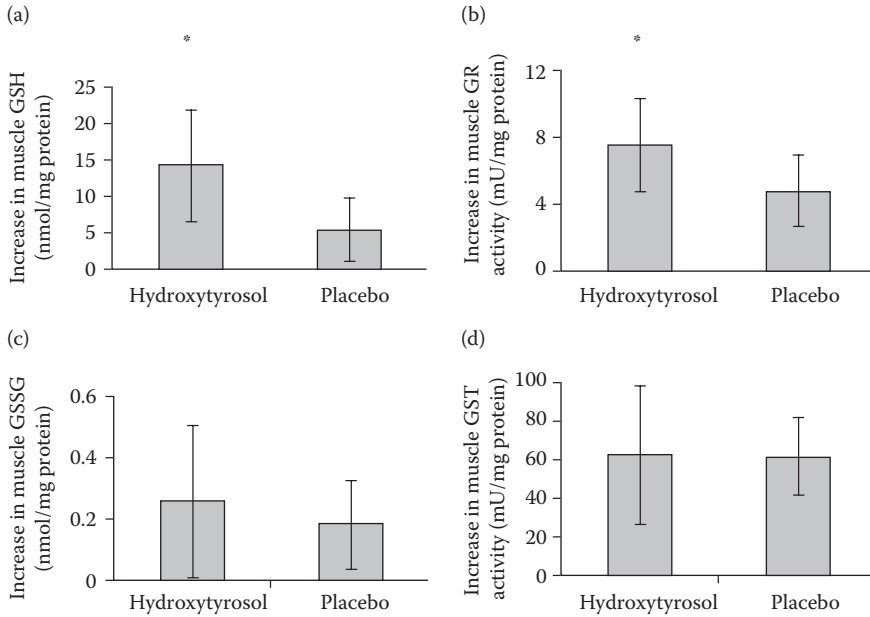 (a)
*
Increase in muscle GSH
(nmol/mg protein)
25
20
15
10
5
0
Hydroxytyrosol Placebo
(b)
*
Increase in muscle GR
activity (mU/mg protein)
12
8
4
0
Hydroxytyrosol Placebo
(c)
Increase in muscle GSSG
(nmol/mg protein)
0.6
0.4
0.2
0
Hydroxytyrosol Placebo
(d)
Increase in muscle GST
activity (mU/mg protein)
100
80
60
40
20
0
Hydroxytyrosol Placebo